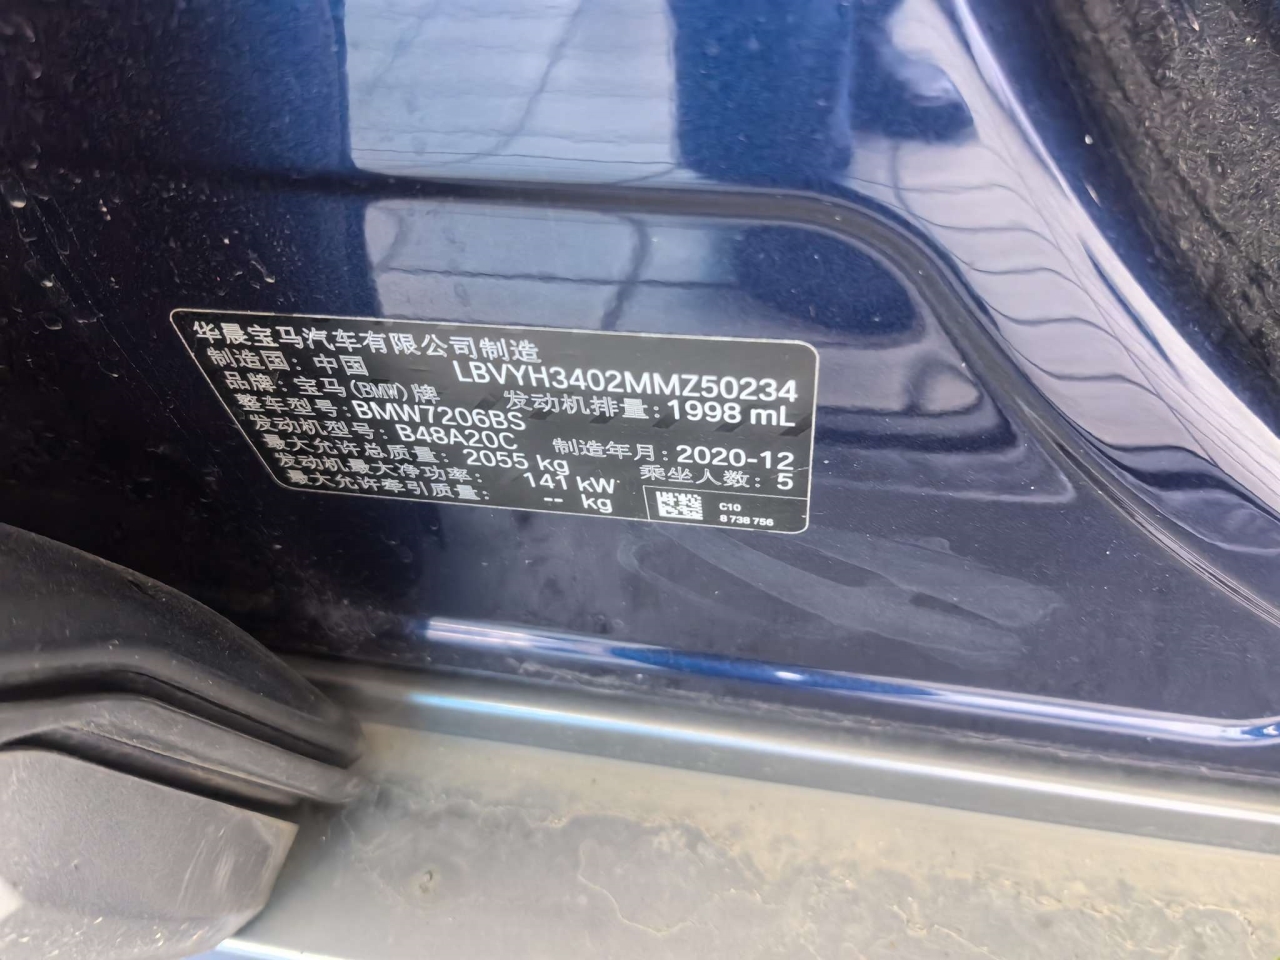 华晨宝马汽车有限公司制造
制造国：中国 LBVYH3402MMZ50234
品牌：宝马(BMW)牌 发动机排量：1998 mL
整车型号：BMW7206BS
发动机型号：B48A20C 制造年月：2020-12
最大允许总质量：2055 kg 乘坐人数：5
发动机最大净功率：141 kW
最大允许牵引质量：-- kg
C10
8 738 756